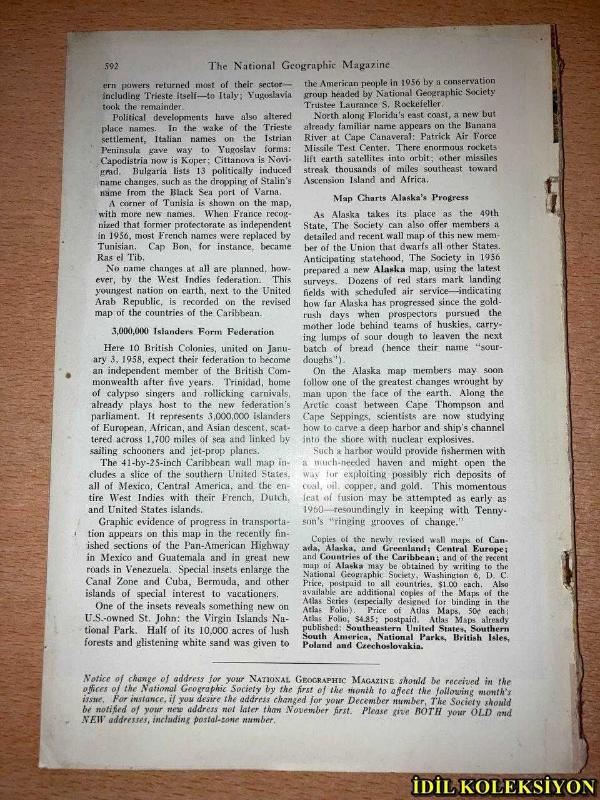 592
The National Geographic Magazine
ern powers returned most of their sector—
including Trieste itself—to Italy; Yugoslavia
took the remainder.
Political developments have also altered
place names. In the wake of the Trieste
settlement, Italian names on the Istrian
Peninsula gave way to Yugoslav forms:
Capodistria now is Koper; Cittanova is Novi-
grad. Bulgaria lists 13 politically induced
name changes, such as the dropping of Stalin's
name from the Black Sea port of Varna.
A corner of Tunisia is shown on the map,
with more new names. When France recog-
nized that former protectorate as independent
in 1956, most French names were replaced by
Tunisian. Cap Bon, for instance, became
Ras el Tib.
No name changes at all are planned, how-
ever, by the West Indies federation. This
youngest nation on earth, next to the United
Arab Republic, is recorded on the revised
map of the countries of the Caribbean.
3,000,000 Islanders Form Federation
Here 10 British Colonies, united on Janu-
ary 3, 1958, expect their federation to become
an independent member of the British Com-
monwealth after five years. Trinidad, home
of calypso singers and rollicking carnivals,
already plays host to the new federation's
parliament. It represents 3,000,000 islanders
of European, African, and Asian descent, scat-
tered across 1,700 miles of sea and linked by
sailing schooners and jet-prop planes.
The 41-by-25-inch Caribbean wall map in-
cludes a slice of the southern United States,
all of Mexico, Central America, and the en-
tire West Indies with their French, Dutch,
and United States islands.
Graphic evidence of progress in transporta-
tion appears on this map in the recently fin-
ished sections of the Pan-American Highway
in Mexico and Guatemala and in great new
roads in Venezuela. Special insets enlarge the
Canal Zone and Cuba, Bermuda, and other
islands of special interest to vacationers.
One of the insets reveals something new on
U.S.-owned St. John: the Virgin Islands Na-
tional Park. Half of its 10,000 acres of lush
forests and glistening white sand was given to
the American people in 1956 by a conservation
group headed by National Geographic Society
Trustee Laurance S. Rockefeller.
North along Florida's east coast, a new but
already familiar name appears on the Banana
River at Cape Canaveral: Patrick Air Force
Missile Test Center. There enormous rockets
lift earth satellites into orbit; other missiles
streak thousands of miles southeast toward
Ascension Island and Africa.
Map Charts Alaska's Progress
As Alaska takes its place as the 49th
State, The Society can also offer members a
detailed and recent wall map of this new mem-
ber of the Union that dwarfs all other States.
Anticipating statehood, The Society in 1956
prepared a new Alaska map, using the latest
surveys. Dozens of red stars mark landing
fields with scheduled air service—indicating
how far Alaska has progressed since the gold-
rush days when prospectors pursued the
mother lode behind teams of huskies, carry-
ing lumps of sour dough to leaven the next
batch of bread (hence their name "sour-
doughs").
On the Alaska map members may soon
follow one of the greatest changes wrought by
man upon the face of the earth. Along the
Arctic coast between Cape Thompson and
Cape Seppings, scientists are now studying
how to carve a deep harbor and ship's channel
into the shore with nuclear explosives.
Such a harbor would provide fishermen with
a much-needed haven and might open the
way for exploiting possibly rich deposits of
coal, oil, copper, and gold. This momentous
feat of fusion may be attempted as early as
1960—resoundingly in keeping with Tenny-
son's "ringing grooves of change."
Copies of the newly revised wall maps of Can-
ada, Alaska, and Greenland; Central Europe;
and Countries of the Caribbean; and of the recent
map of Alaska may be obtained by writing to the
National Geographic Society, Washington 6, D. C.
Price, postpaid to all countries, $1.00 each. Also
available are additional copies of the Maps of the
Atlas Series (especially designed for binding in the
Atlas Folio). Price of Atlas Maps, 50¢ each;
Atlas Folio, $4.85; postpaid. Atlas Maps already
published: Southeastern United States, Southern
South America, National Parks, British Isles,
Poland and Czechoslovakia.
Notice of change of address for your NATIONAL GEOGRAPHIC MAGAZINE should be received in the
offices of the National Geographic Society by the first of the month to affect the following month's
issue. For instance, if you desire the address changed for your December number, The Society should
be notified of your new address not later than November first. Please give BOTH your OLD and
NEW addresses, including postal-zone number.
İDİL KOLEKSİYON